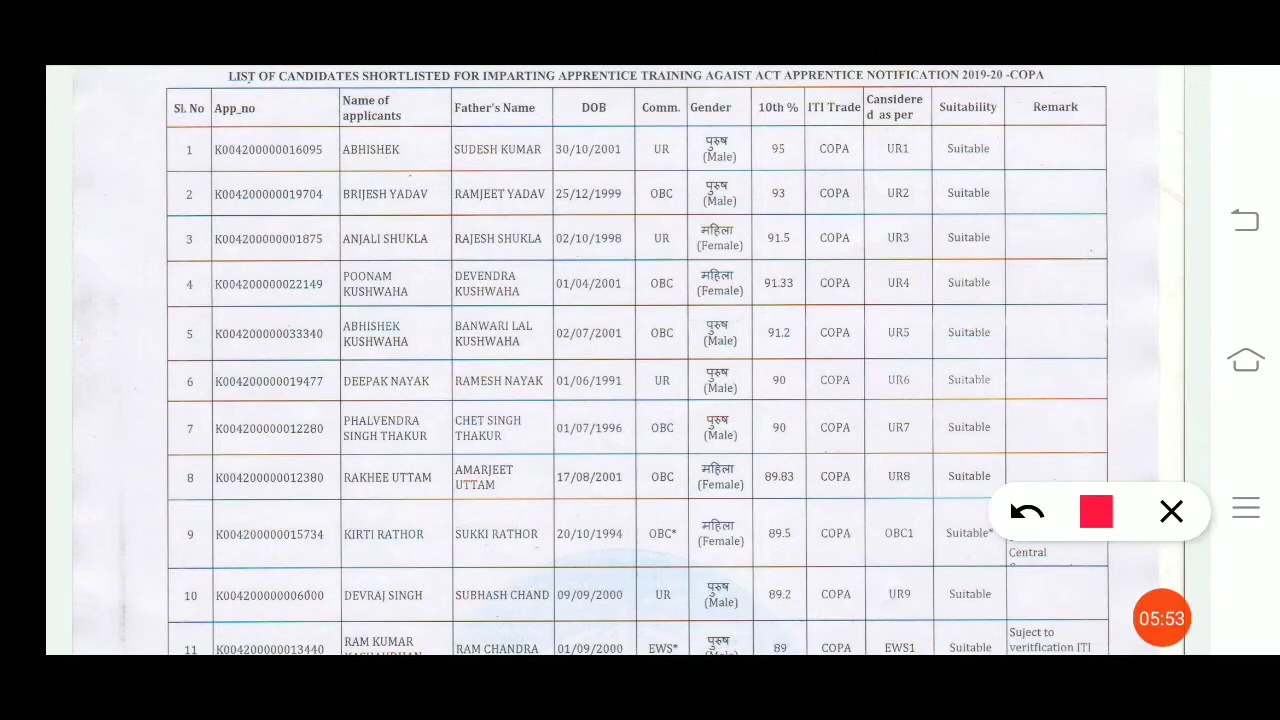 LIST OF CANDIDATES SHORTLISTED FOR IMPARTING APPRENTICE TRAINING AGAIST ACT APPRENTICE NOTIFICATION 2019-20 -COPA
Sl. No App_no Name of applicants Father's Name DOB Comm. Gender 10th % ITI Trade Cansidere d as per Suitability Remark
1 K004200000016095 ABHISHEK SUDESH KUMAR 30/10/2001 UR पुरुष (Male) 95 COPA UR1 Suitable
2 K004200000019704 BRIJESH YADAV RAMJEET YADAV 25/12/1999 OBC पुरुष (Male) 93 COPA UR2 Suitable
3 K004200000001875 ANJALI SHUKLA RAJESH SHUKLA 02/10/1998 UR महिला (Female) 91.5 COPA UR3 Suitable
4 K004200000022149 POONAM KUSHWAHA DEVENDRA KUSHWAHA 01/04/2001 OBC महिला (Female) 91.33 COPA UR4 Suitable
5 K004200000033340 ABHISHEK KUSHWAHA BANWARI LAL KUSHWAHA 02/07/2001 OBC पुरुष (Male) 91.2 COPA UR5 Suitable
6 K004200000019477 DEEPAK NAYAK RAMESH NAYAK 01/06/1991 UR पुरुष (Male) 90 COPA UR6 Suitable
7 K004200000012280 PHALVENDRA SINGH THAKUR CHET SINGH THAKUR 01/07/1996 OBC पुरुष (Male) 90 COPA UR7 Suitable
8 K004200000012380 RAKHEE UTTAM AMARJEET UTTAM 17/08/2001 OBC महिला (Female) 89.83 COPA UR8 Suitable
9 K004200000015734 KIRTI RATHOR SUKKI RATHOR 20/10/1994 OBC* महिला (Female) 89.5 COPA OBC1 Suitable* Central
10 K004200000006000 DEVRAJ SINGH SUBHASH CHAND 09/09/2000 UR पुरुष (Male) 89.2 COPA UR9 Suitable
11 K004200000013440 RAM KUMAR RAM CHANDRA 01/09/2000 EWS* पुरुष 89 COPA EWS1 Suitable Suject to veritfication ITI
05:53